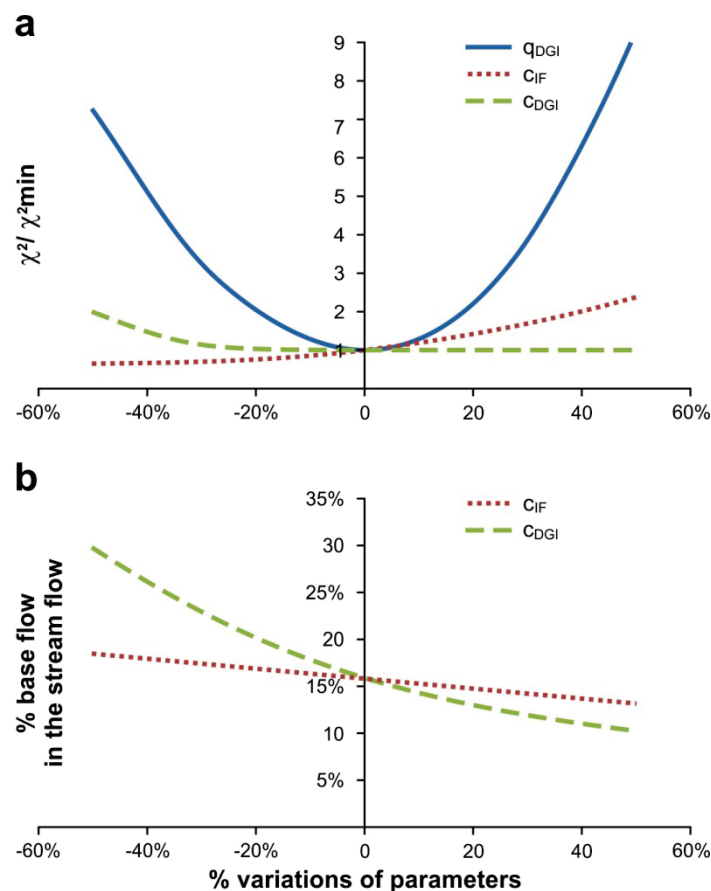 a
9
8
7
6
5
4
3
2
1
qDGI
cIF
cDGI
χ²/ χ²min
-60%
-40%
-20%
0
20
40
60%
b
35%
30
25%
20
15%
10
5%
cIF
cDGI
% base flow
in the stream flow
-60%
-40%
-20%
0
20
40
60%
% variations of parameters